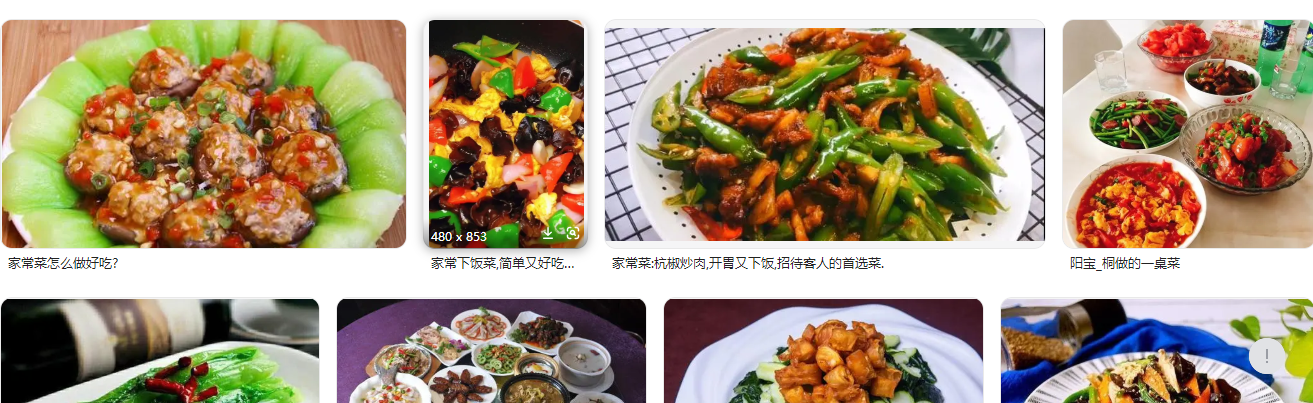 480 x 853
家常菜怎么做好吃?
家常下饭菜,简单又好吃...
家常菜:杭椒炒肉,开胃又下饭,招待客人的首选菜.
阳宝_桐做的一桌菜